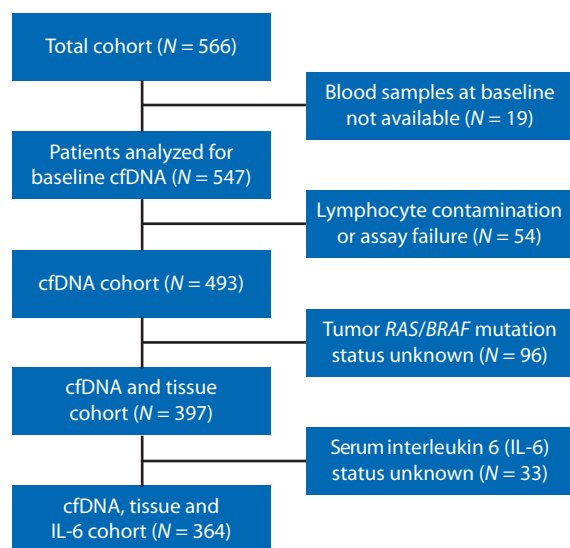 Total cohort (N = 566)
Blood samples at baseline
not available (N = 19)
Patients analyzed for
baseline cfDNA (N = 547)
Lymphocyte contamination
or assay failure (N = 54)
cfDNA cohort (N = 493)
Tumor RAS/BRAF mutation
status unknown (N = 96)
cfDNA and tissue
cohort (N = 397)
Serum interleukin 6 (IL-6)
status unknown (N = 33)
cfDNA, tissue and
IL-6 cohort (N = 364)